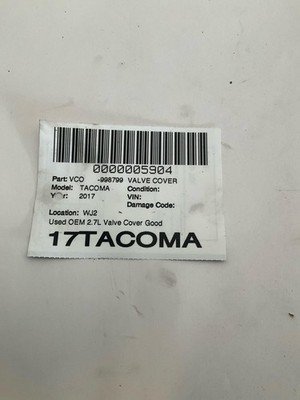 0000005904
Part: VCO -998799 VALVE COVER
Model: TACOMA Condition:
Year: 2017 VIN:
Damage Code:
Location: WJ2
Used OEM 2.7L Valve Cover Good
17TACOMA